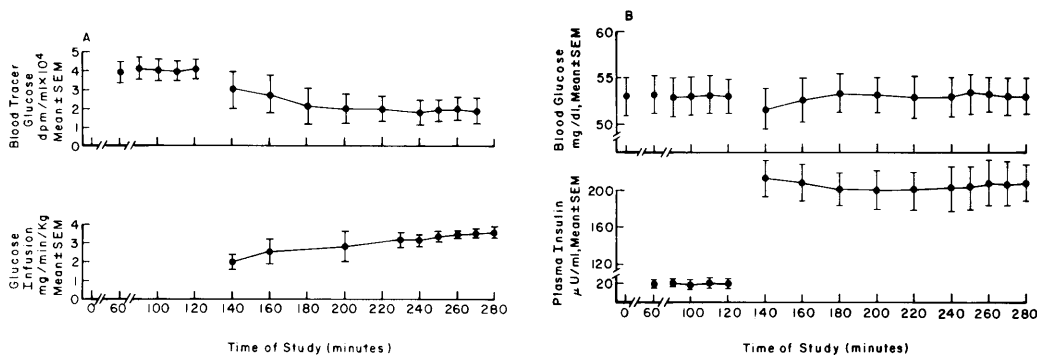 A
Blood Tracer
Glucose
dpm/ml×10⁴
Mean±SEM
5
4
3
2
1
0
Glucose
Infusion
mg/min/Kg
Mean±SEM
4
3
2
1
0
0 60 100 120 140 160 180 200 220 240 260 280
Time of Study (minutes)
B
Blood Glucose
mg/dl, Mean±SEM
60
55
50
Plasma Insulin
µU/ml, Mean±SEM
200
160
120
20
0 60 100 120 140 160 180 200 220 240 260 280
Time of Study (minutes)